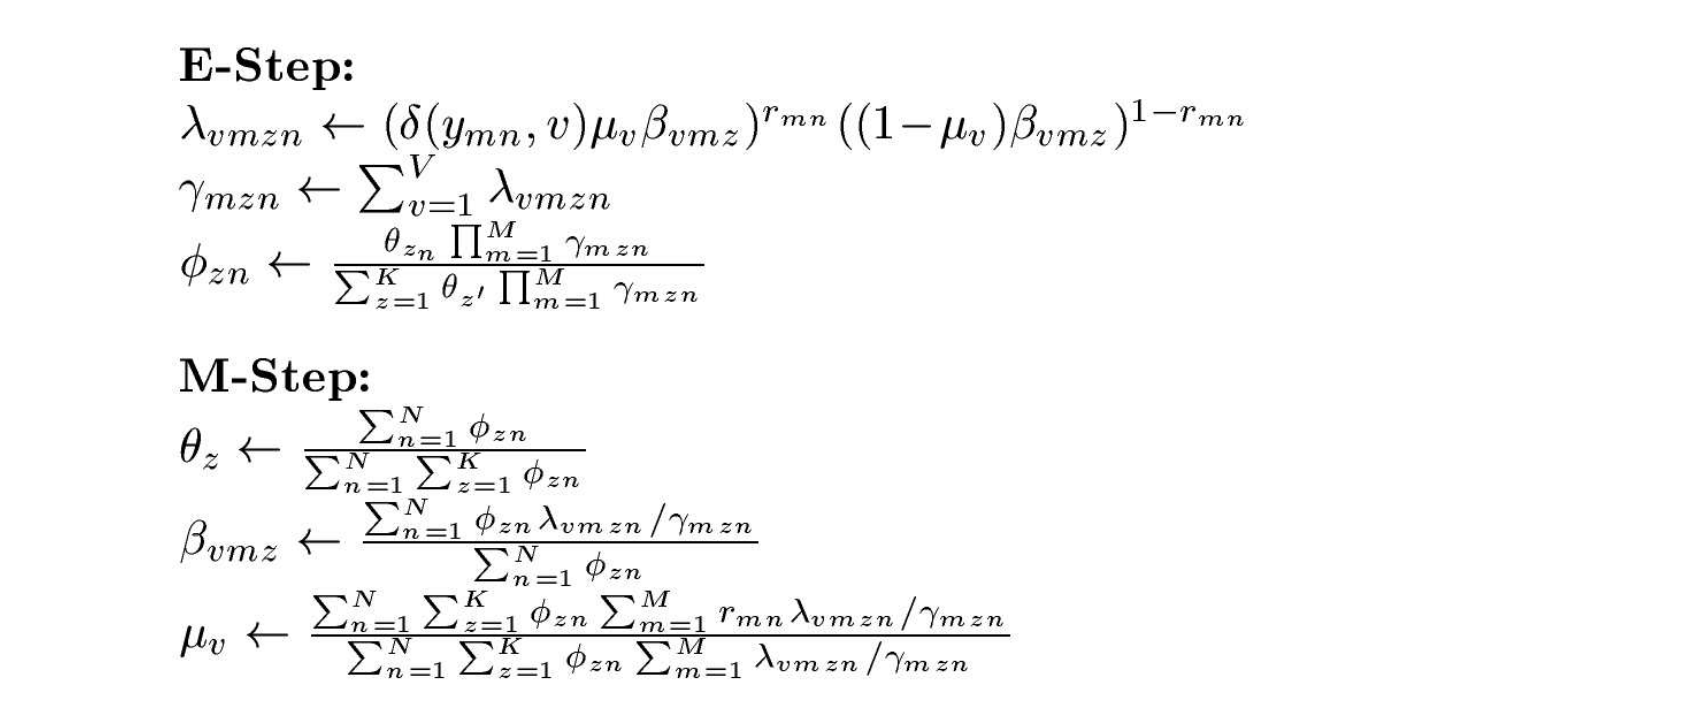 E-Step:
λ_{vmzn} ← (δ(y_{mn}, v)μ_v β_{vmz})^{r_{mn}} ((1−μ_v)β_{vmz})^{1−r_{mn}}
γ_{mzn} ← ∑_{v=1}^{V} λ_{vmzn}
φ_{zn} ← \frac{θ_{z_n} ∏_{m=1}^{M} γ_{mzn}}{∑_{z=1}^{K} θ_{z′} ∏_{m=1}^{M} γ_{mzn}}
M-Step:
θ_z ← \frac{∑_{n=1}^{N} φ_{zn}}{∑_{n=1}^{N} ∑_{z=1}^{K} φ_{zn}}
β_{vmz} ← \frac{∑_{n=1}^{N} φ_{zn} λ_{vmzn}/γ_{mzn}}{∑_{n=1}^{N} φ_{zn}}
μ_v ← \frac{∑_{n=1}^{N} ∑_{z=1}^{K} φ_{zn} ∑_{m=1}^{M} r_{mn} λ_{vmzn}/γ_{mzn}}{∑_{n=1}^{N} ∑_{z=1}^{K} φ_{zn} ∑_{m=1}^{M} λ_{vmzn}/γ_{mzn}}